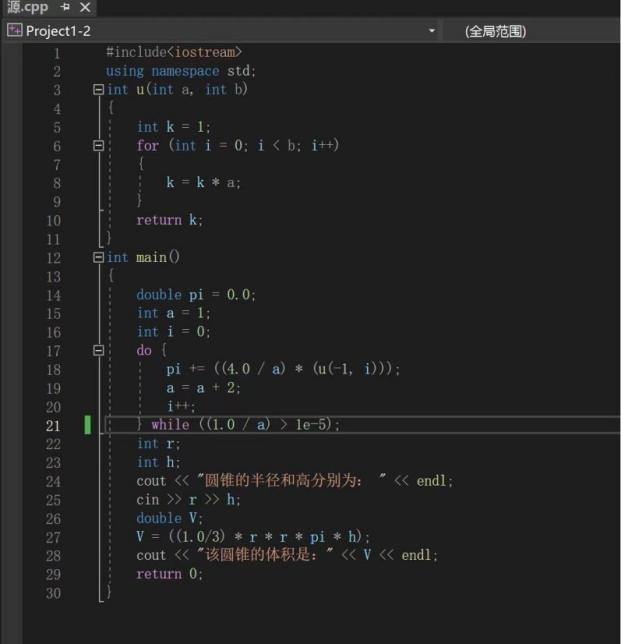 源.cpp
Project1-2 (全局范围)
1 #include<iostream>
2 using namespace std;
3 int u(int a, int b)
4 {
5 int k = 1;
6 for (int i = 0; i < b; i++)
7 {
8 k = k * a;
9 }
10 return k;
11 }
12 int main()
13 {
14 double pi = 0.0;
15 int a = 1;
16 int i = 0;
17 do {
18 pi += ((4.0 / a) * (u(-1, i)));
19 a = a + 2;
20 i++;
21 } while ((1.0 / a) > 1e-5);
22 int r;
23 int h;
24 cout << "圆锥的半径和高分别为： " << endl;
25 cin >> r >> h;
26 double V;
27 V = ((1.0/3) * r * r * pi * h);
28 cout << "该圆锥的体积是：" << V << endl;
29 return 0;
30 }